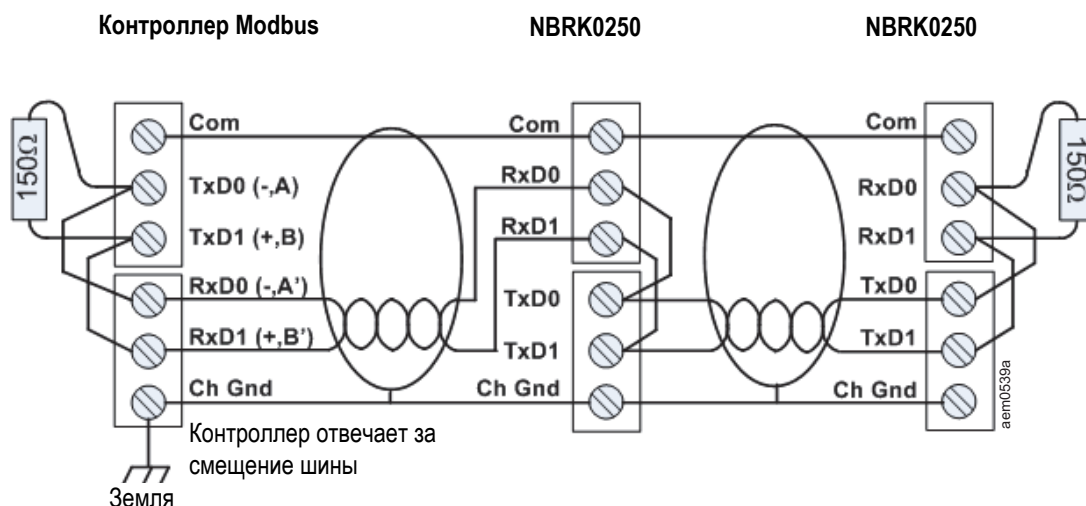 Контроллер Modbus
NBRK0250
NBRK0250
150Ω
Com
TxD0 (-,A)
TxD1 (+,B)
RxD0 (-,A')
RxD1 (+,B')
Ch Gnd
Контроллер отвечает за
смещение шины
Земля
Com
RxD0
RxD1
TxD0
TxD1
Ch Gnd
Com
RxD0
RxD1
TxD0
TxD1
Ch Gnd
150Ω
aem0539a